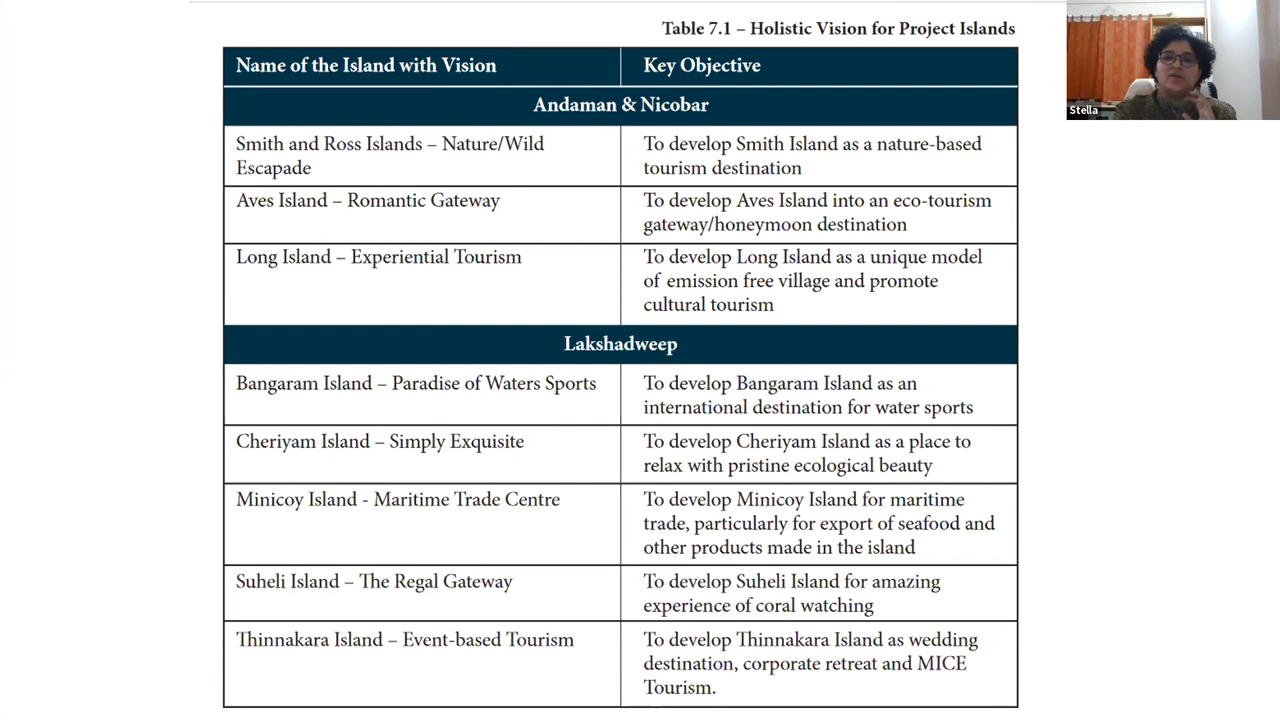 Table 7.1 – Holistic Vision for Project Islands
Name of the Island with Vision
Key Objective
Andaman & Nicobar
Smith and Ross Islands – Nature/Wild
Escapade
To develop Smith Island as a nature-based
tourism destination
Aves Island – Romantic Gateway
To develop Aves Island into an eco-tourism
gateway/honeymoon destination
Long Island – Experiential Tourism
To develop Long Island as a unique model
of emission free village and promote
cultural tourism
Lakshadweep
Bangaram Island – Paradise of Waters Sports
To develop Bangaram Island as an
international destination for water sports
Cheriyam Island – Simply Exquisite
To develop Cheriyam Island as a place to
relax with pristine ecological beauty
Minicoy Island - Maritime Trade Centre
To develop Minicoy Island for maritime
trade, particularly for export of seafood and
other products made in the island
Suheli Island – The Regal Gateway
To develop Suheli Island for amazing
experience of coral watching
Thinnakara Island – Event-based Tourism
To develop Thinnakara Island as wedding
destination, corporate retreat and MICE
Tourism.
Stella